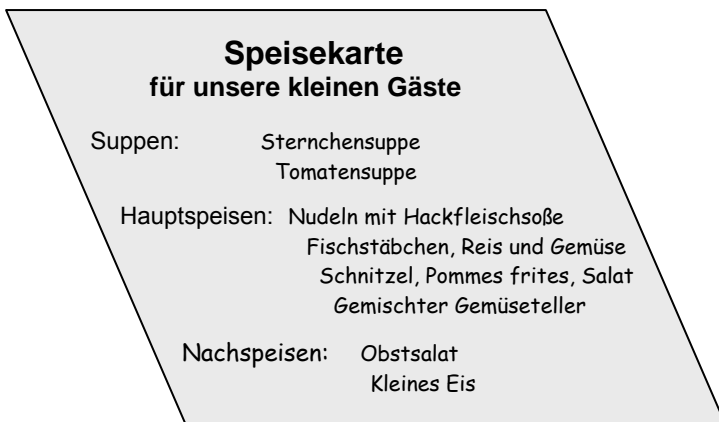 Speisekarte
für unsere kleinen Gäste
Suppen: Sternchensuppe
Tomatensuppe
Hauptspeisen: Nudeln mit Hackfleischsoße
Fischstäbchen, Reis und Gemüse
Schnitzel, Pommes frites, Salat
Gemischter Gemüseteller
Nachspeisen: Obstsalat
Kleines Eis